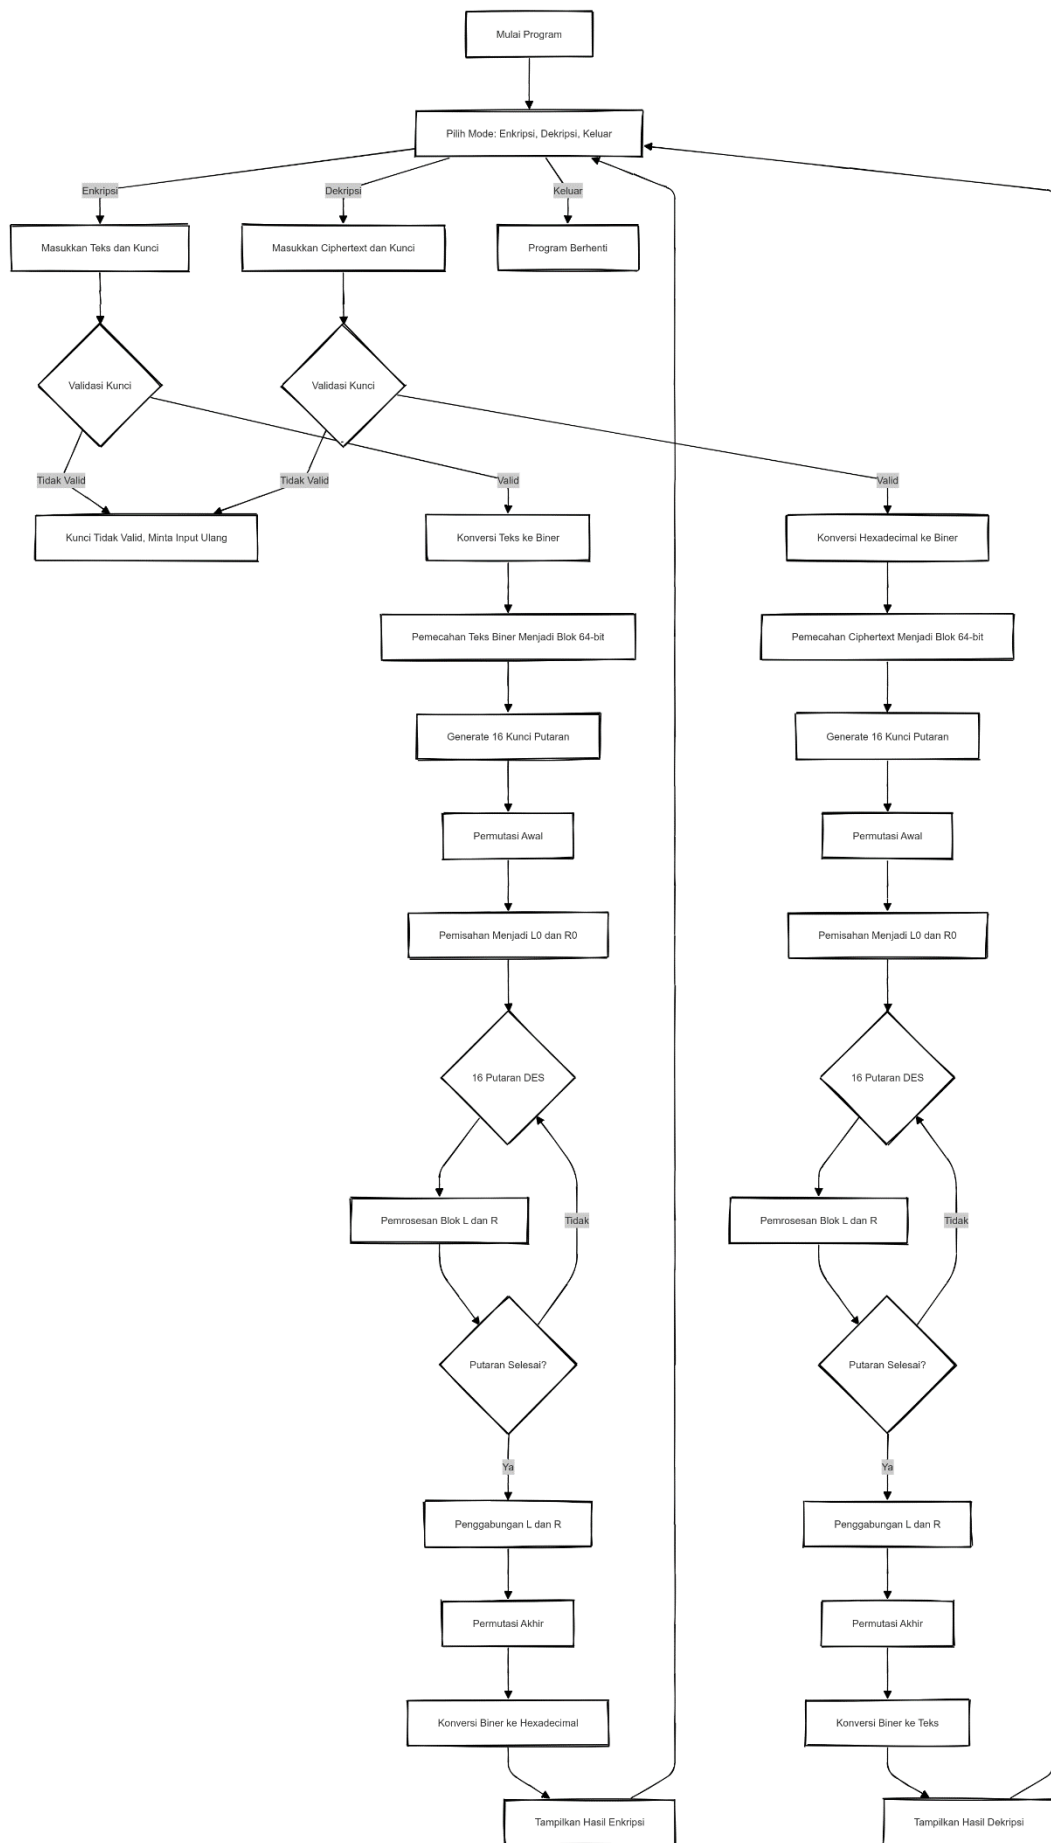 Mulai Program
Pilih Mode: Enkripsi, Dekripsi, Keluar
Enkripsi
Dekripsi
Keluar
Masukkan Teks dan Kunci
Masukkan Ciphertext dan Kunci
Program Berhenti
Validasi Kunci
Validasi Kunci
Tidak Valid
Tidak Valid
Valid
Valid
Kunci Tidak Valid, Minta Input Ulang
Konversi Teks ke Biner
Konversi Hexadecimal ke Biner
Pemecahan Teks Biner Menjadi Blok 64-bit
Pemecahan Ciphertext Menjadi Blok 64-bit
Generate 16 Kunci Putaran
Generate 16 Kunci Putaran
Permutasi Awal
Permutasi Awal
Pemisahan Menjadi L0 dan R0
Pemisahan Menjadi L0 dan R0
16 Putaran DES
16 Putaran DES
Pemrosesan Blok L dan R
Tidak
Pemrosesan Blok L dan R
Tidak
Putaran Selesai?
Putaran Selesai?
Ya
Ya
Penggabungan L dan R
Penggabungan L dan R
Permutasi Akhir
Permutasi Akhir
Konversi Biner ke Hexadecimal
Konversi Biner ke Teks
Tampilkan Hasil Enkripsi
Tampilkan Hasil Dekripsi